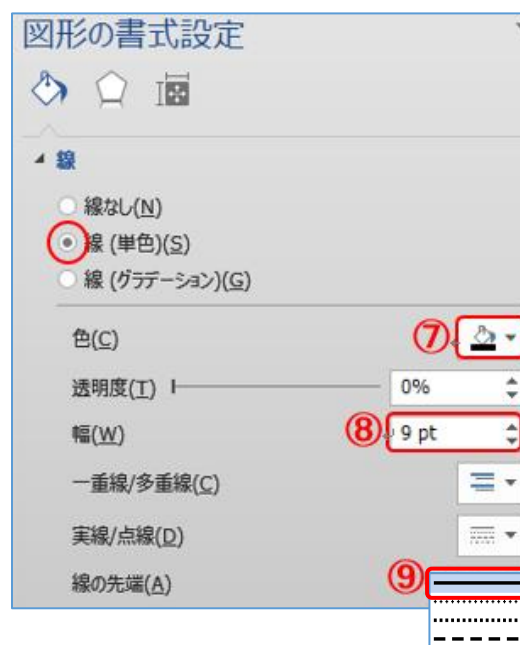 図形の書式設定
線
線なし(N)
線 (単色)(S)
線 (グラデーション)(G)
色(C) ⑦
透明度(T) 0%
幅(W) ⑧ 9 pt
一重線/多重線(C)
実線/点線(D)
線の先端(A) ⑨